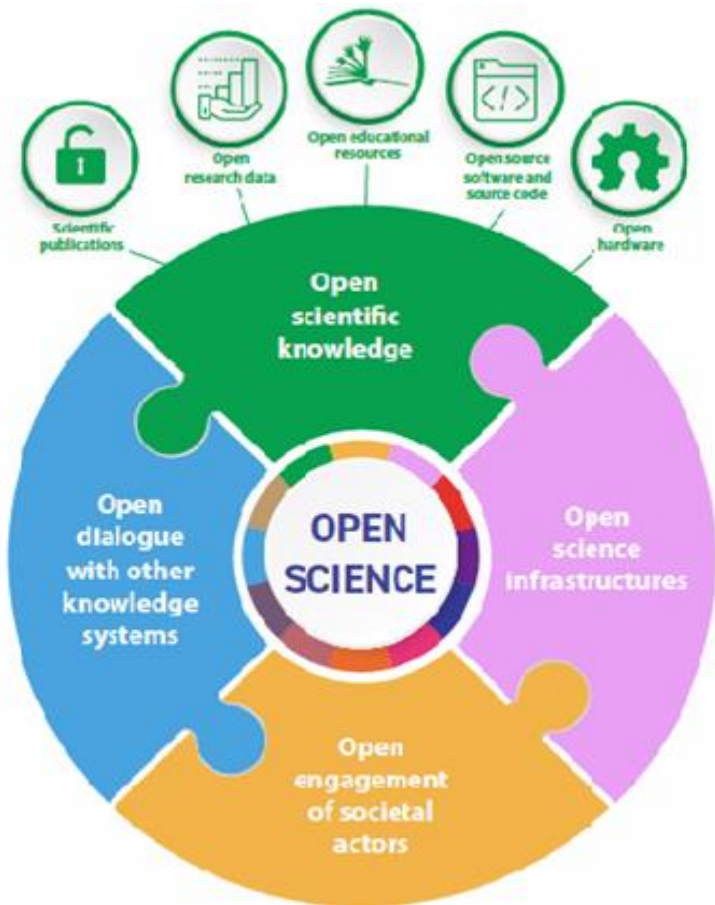 Scientific
publications
Open
research data
Open educational
resources
Open source
software and
source code
Open
hardware
Open
scientific
knowledge
Open
dialogue
with other
knowledge
systems
OPEN
SCIENCE
Open
science
infrastructures
Open
engagement
of societal
actors